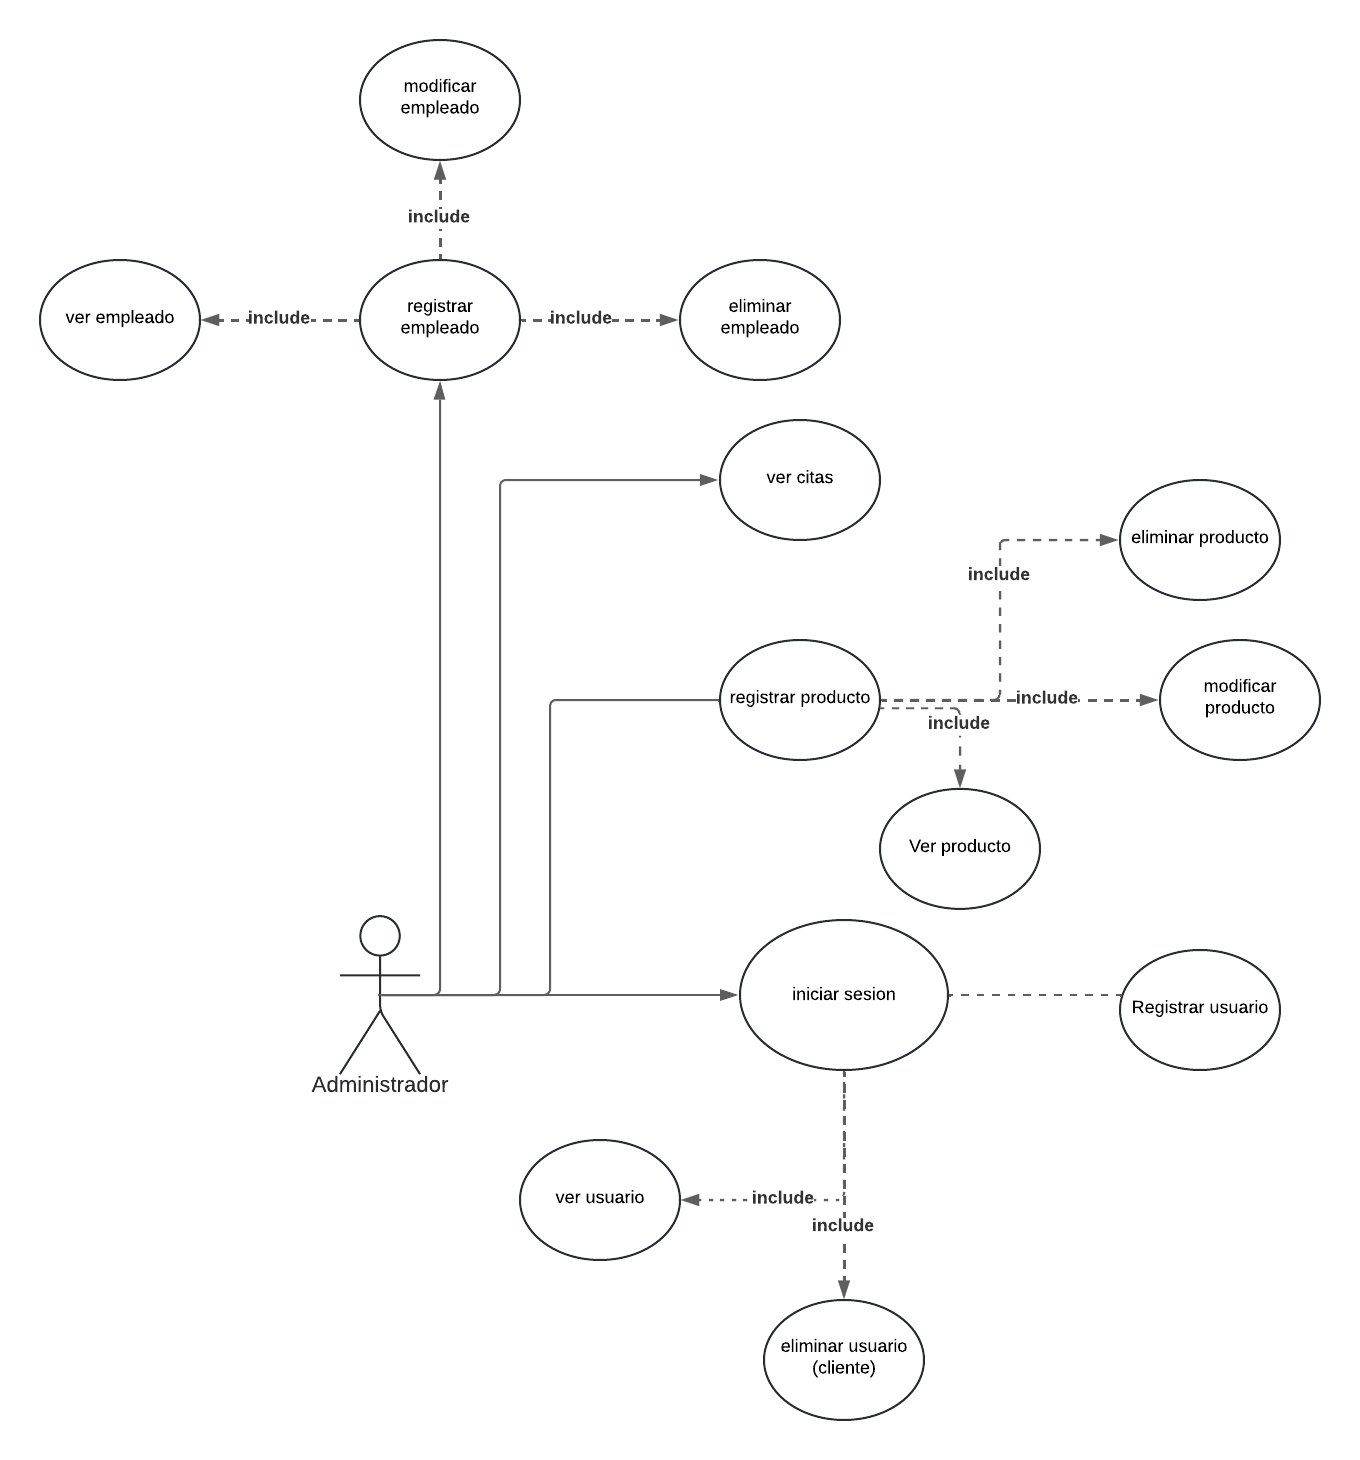 modificar
empleado
include
ver empleado
include
registrar
empleado
include
eliminar
empleado
ver citas
eliminar producto
include
registrar producto
include
modificar
producto
include
Ver producto
iniciar sesion
Registrar usuario
Administrador
ver usuario
include
include
eliminar usuario
(cliente)